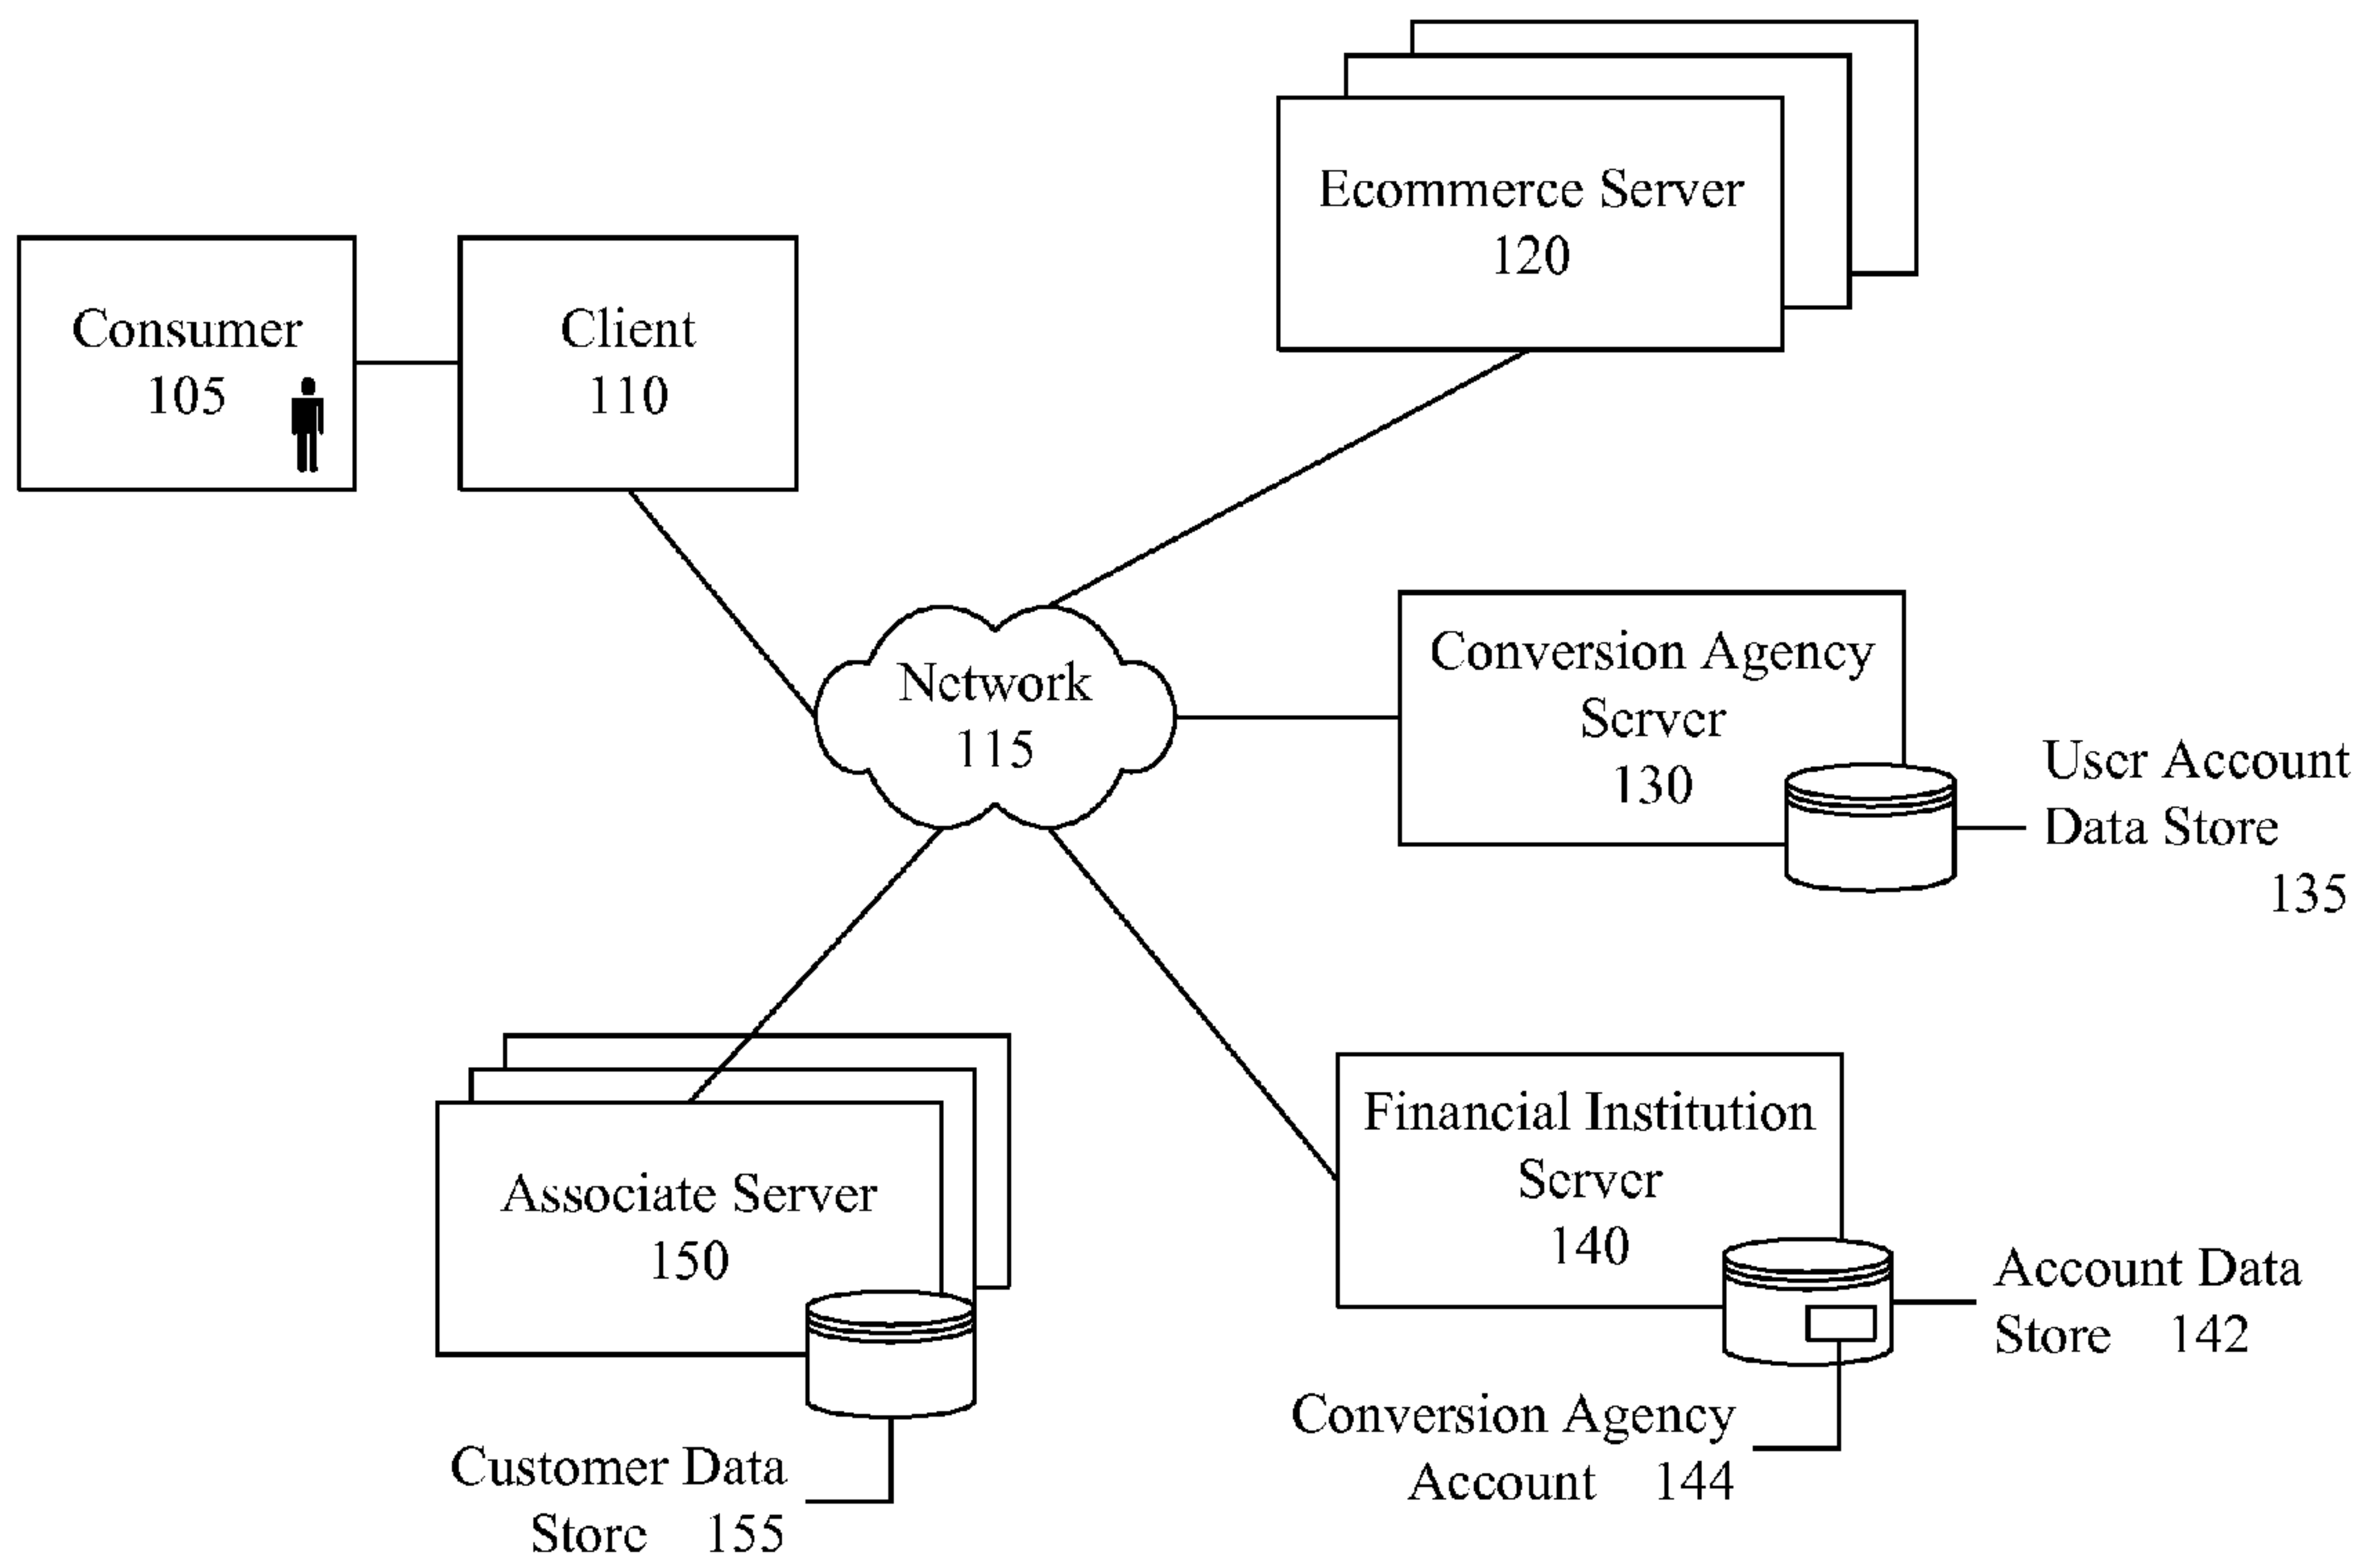 Ecommerce Server
120
Consumer
105
Client
110
Network
115
Conversion Agency
Server
130
User Account
Data Store
135
Associate Server
150
Customer Data
Store 155
Financial Institution
Server
140
Account Data
Store 142
Conversion Agency
Account 144